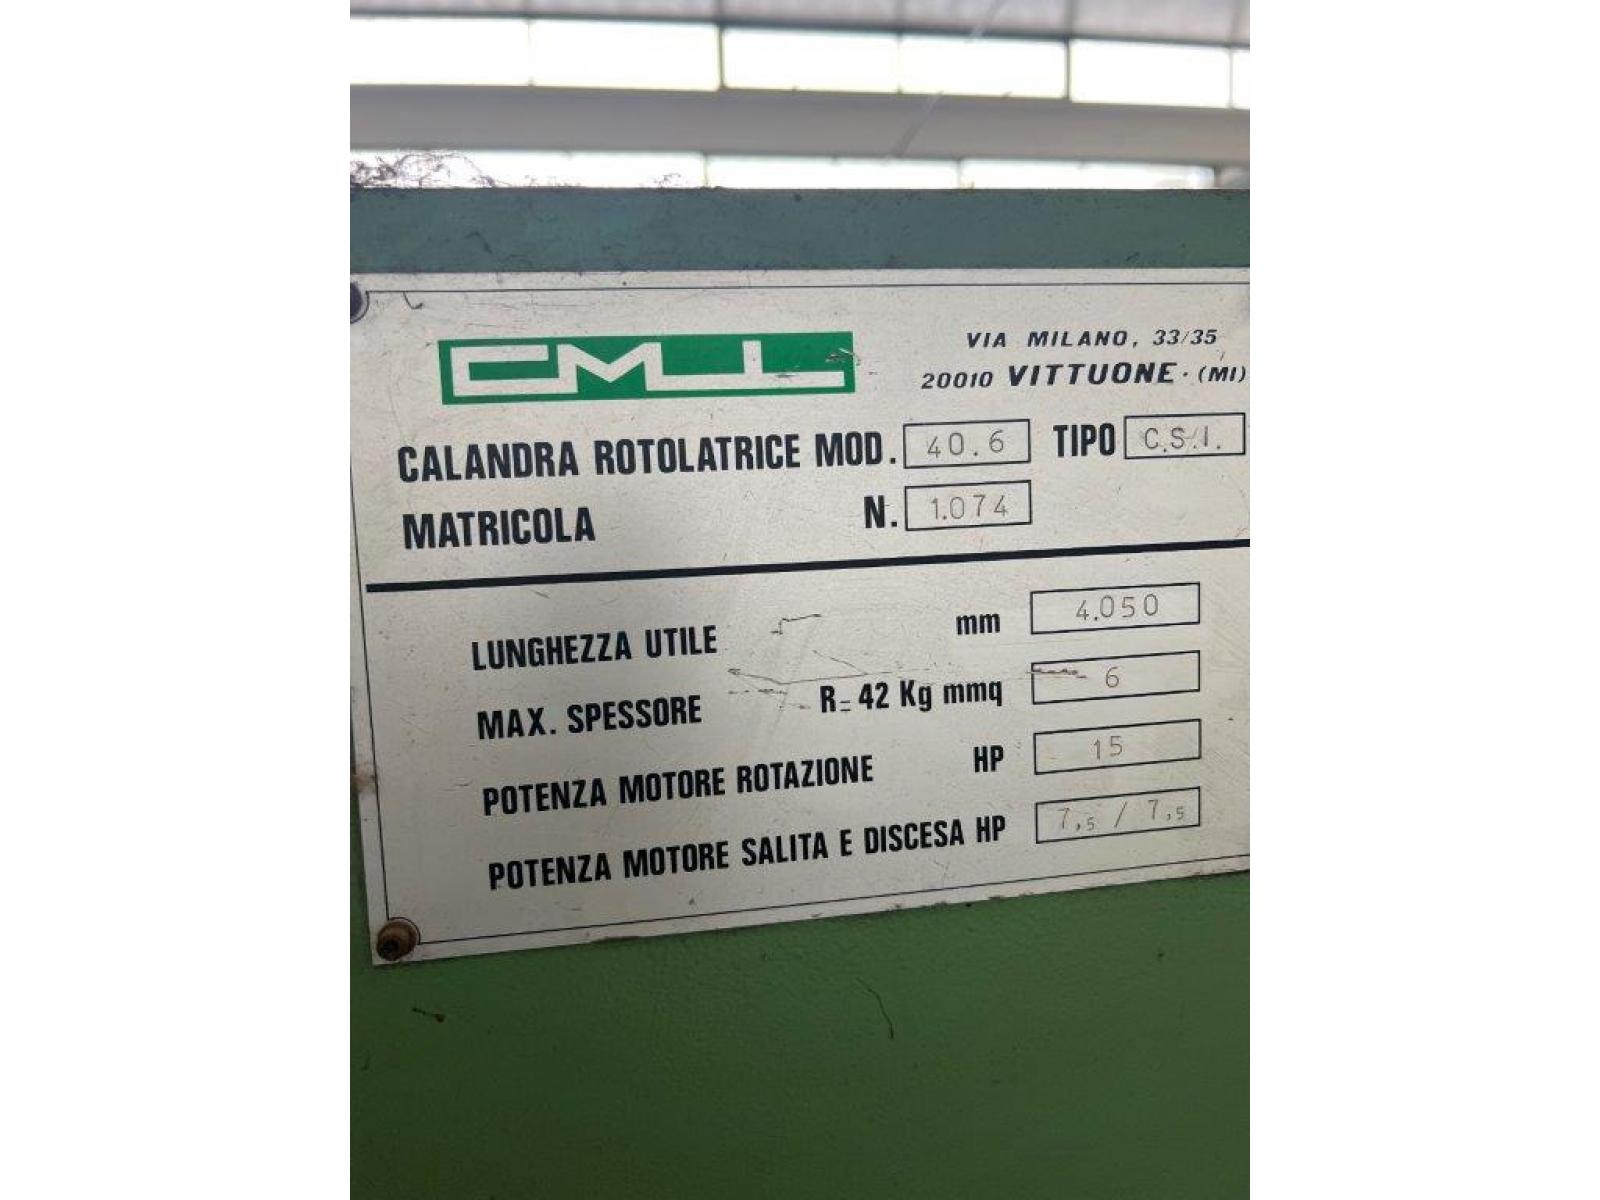 CML
VIA MILANO, 33/35
20010 VITTUONE · (MI)
CALANDRA ROTOLATRICE MOD. 40.6 TIPO C.S.I.
MATRICOLA N. 1.074
LUNGHEZZA UTILE mm 4.050
MAX. SPESSORE R= 42 Kg mmq 6
POTENZA MOTORE ROTAZIONE HP 15
POTENZA MOTORE SALITA E DISCESA HP 7,5 / 7,5